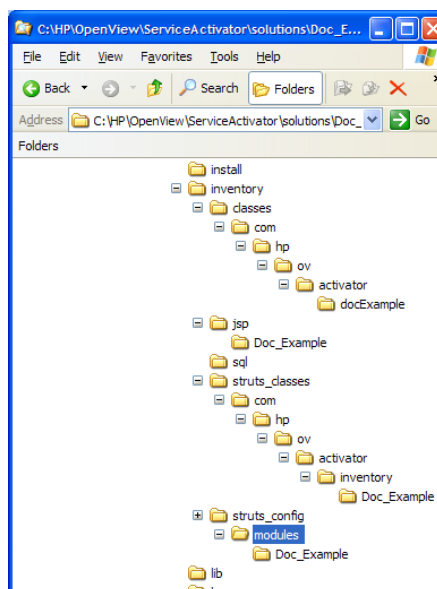 C:\HP\OpenView\ServiceActivator\solutions\Doc_E...
File Edit View Favorites Tools Help
Back Search Folders
Address C:\HP\OpenView\ServiceActivator\solutions\Doc_ Go
Folders
install
inventory
classes
com
hp
ov
activator
docExample
jsp
Doc_Example
sql
struts_classes
com
hp
ov
activator
inventory
Doc_Example
struts_config
modules
Doc_Example
lib